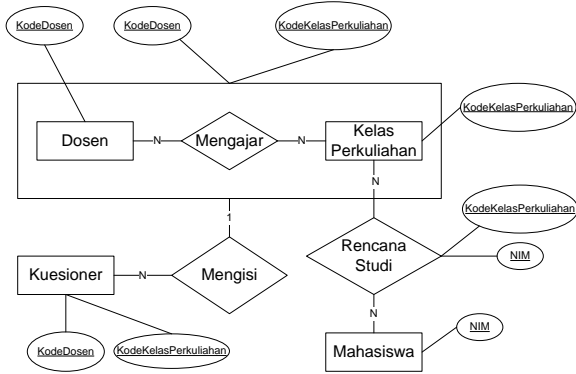 KodeDosen
KodeDosen
KodeKelasPerkuliahan
Dosen
N
Mengajar
N
Kelas
Perkuliahan
KodeKelasPerkuliahan
N
1
KodeKelasPerkuliahan
Rencana
Studi
NIM
Kuesioner
N
Mengisi
N
NIM
KodeDosen
KodeKelasPerkuliahan
Mahasiswa